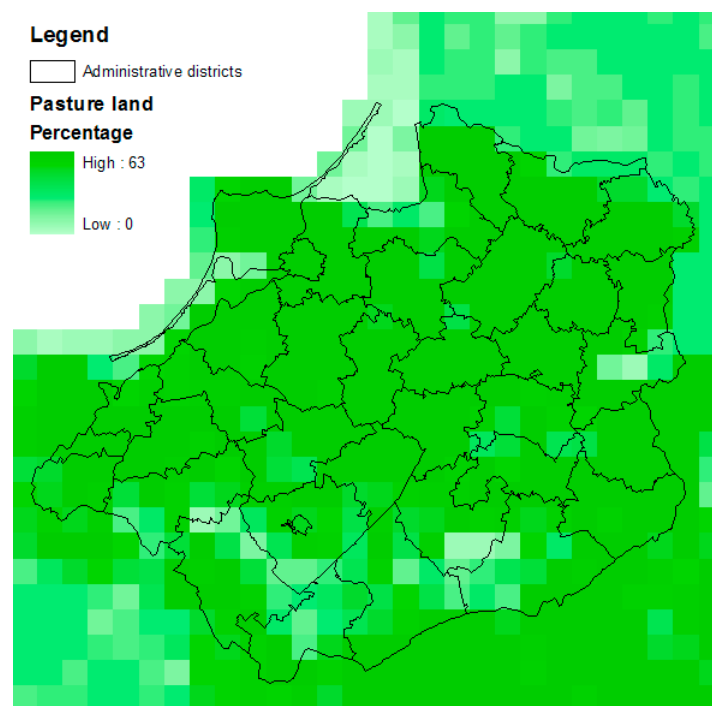 Legend
Administrative districts
Pasture land
Percentage
High : 63
Low : 0